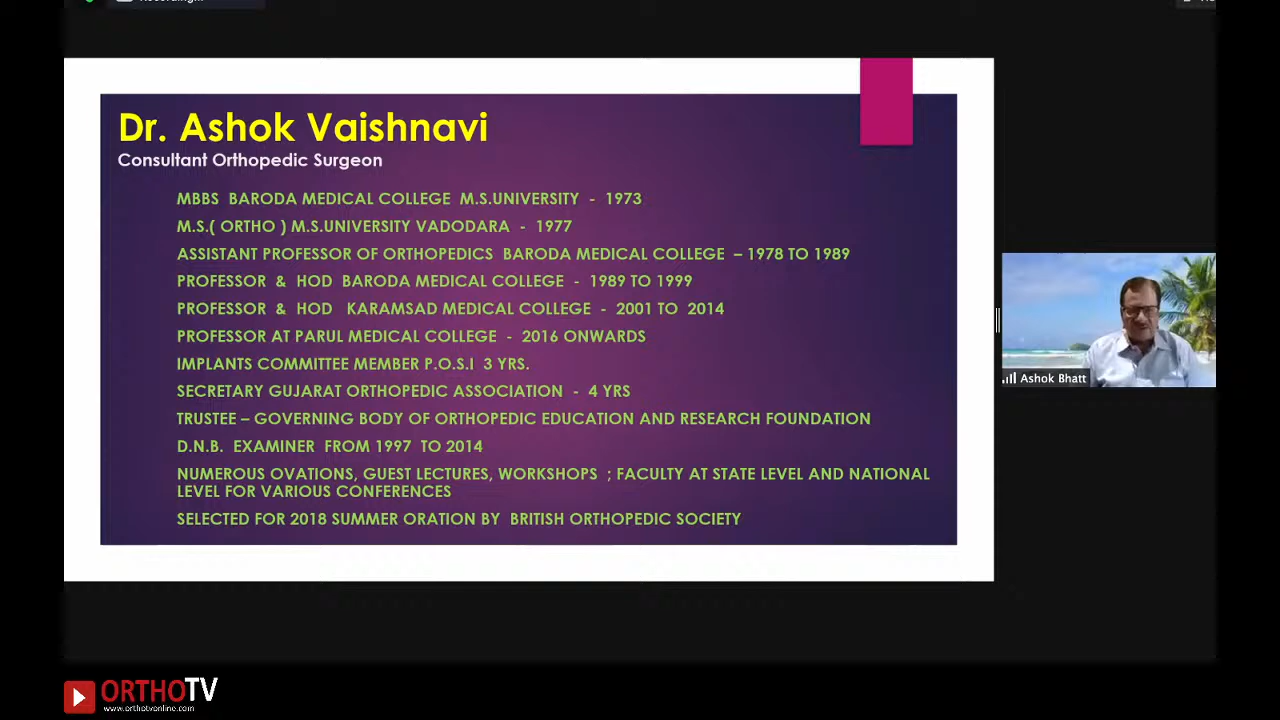 Dr. Ashok Vaishnavi
Consultant Orthopedic Surgeon
MBBS BARODA MEDICAL COLLEGE M.S.UNIVERSITY - 1973
M.S.( ORTHO ) M.S.UNIVERSITY VADODARA - 1977
ASSISTANT PROFESSOR OF ORTHOPEDICS BARODA MEDICAL COLLEGE – 1978 TO 1989
PROFESSOR & HOD BARODA MEDICAL COLLEGE - 1989 TO 1999
PROFESSOR & HOD KARAMSAD MEDICAL COLLEGE - 2001 TO 2014
PROFESSOR AT PARUL MEDICAL COLLEGE - 2016 ONWARDS
IMPLANTS COMMITTEE MEMBER P.O.S.I 3 YRS.
SECRETARY GUJARAT ORTHOPEDIC ASSOCIATION - 4 YRS
TRUSTEE – GOVERNING BODY OF ORTHOPEDIC EDUCATION AND RESEARCH FOUNDATION
D.N.B. EXAMINER FROM 1997 TO 2014
NUMEROUS OVATIONS, GUEST LECTURES, WORKSHOPS ; FACULTY AT STATE LEVEL AND NATIONAL
LEVEL FOR VARIOUS CONFERENCES
SELECTED FOR 2018 SUMMER ORATION BY BRITISH ORTHOPEDIC SOCIETY
Ashok Bhatt
ORTHOTV
www.orthotvonline.com